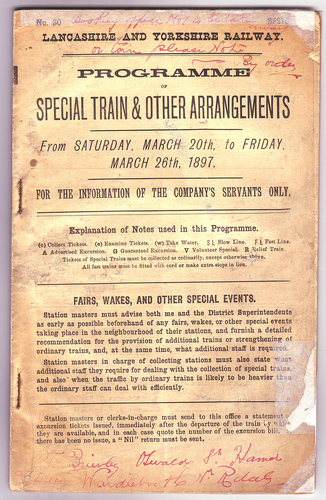 No. 30
LANCASHIRE AND YORKSHIRE RAILWAY.
or torn please Note
By order
PROGRAMME
OF
SPECIAL TRAIN & OTHER ARRANGEMENTS
From SATURDAY, MARCH 20th, to FRIDAY,
MARCH 26th, 1897.
FOR THE INFORMATION OF THE COMPANY'S SERVANTS ONLY.
Explanation of Notes used in this Programme.
(c) Collect Tickets. (e) Examine Tickets. (w) Take Water. S L Slow Line. F L Fast Line.
A Advertised Excursion. G Guaranteed Excursion. V Volunteer Special. R Relief Train.
Tickets of Special Trains must be collected as ordinarily, except otherwise shown.
All fast trains must be fitted with cord or make extra stops in lieu.
FAIRS, WAKES, AND OTHER SPECIAL EVENTS.
Station masters must advise both me and the District Superintendents
as early as possible beforehand of any fairs, wakes, or other special events
taking place in the neighbourhood of their stations, and furnish a detailed
recommendation for the provision of additional trains or strengthening of
ordinary trains, and, at the same time, what additional staff is required.
Station masters in charge of collecting stations must also state what
additional staff they require for dealing with the collection of special trains,
and also when the traffic by ordinary trains is likely to be heavier than
the ordinary staff can deal with efficiently.
Station masters or clerks-in-charge must send to this office a statement
excursion tickets issued, immediately after the departure of the train by
they are available, and in each case quote the number of the excursion bill.
there has been no issue, a "Nil" return must be sent.
Brierley Oswald St